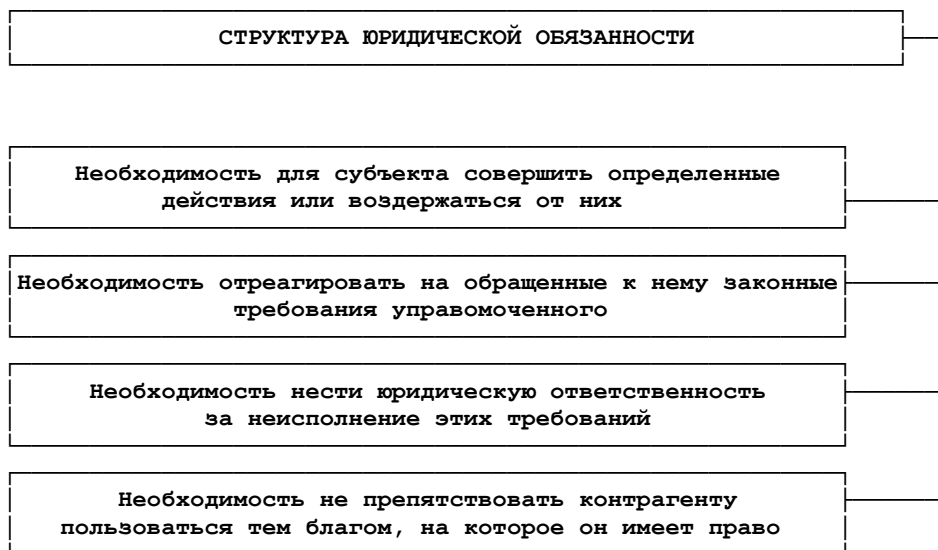 СТРУКТУРА ЮРИДИЧЕСКОЙ ОБЯЗАННОСТИ
Необходимость для субъекта совершить определенные
действия или воздержаться от них
Необходимость отреагировать на обращенные к нему законные
требования управомоченного
Необходимость нести юридическую ответственность
за неисполнение этих требований
Необходимость не препятствовать контрагенту
пользоваться тем благом, на которое он имеет право